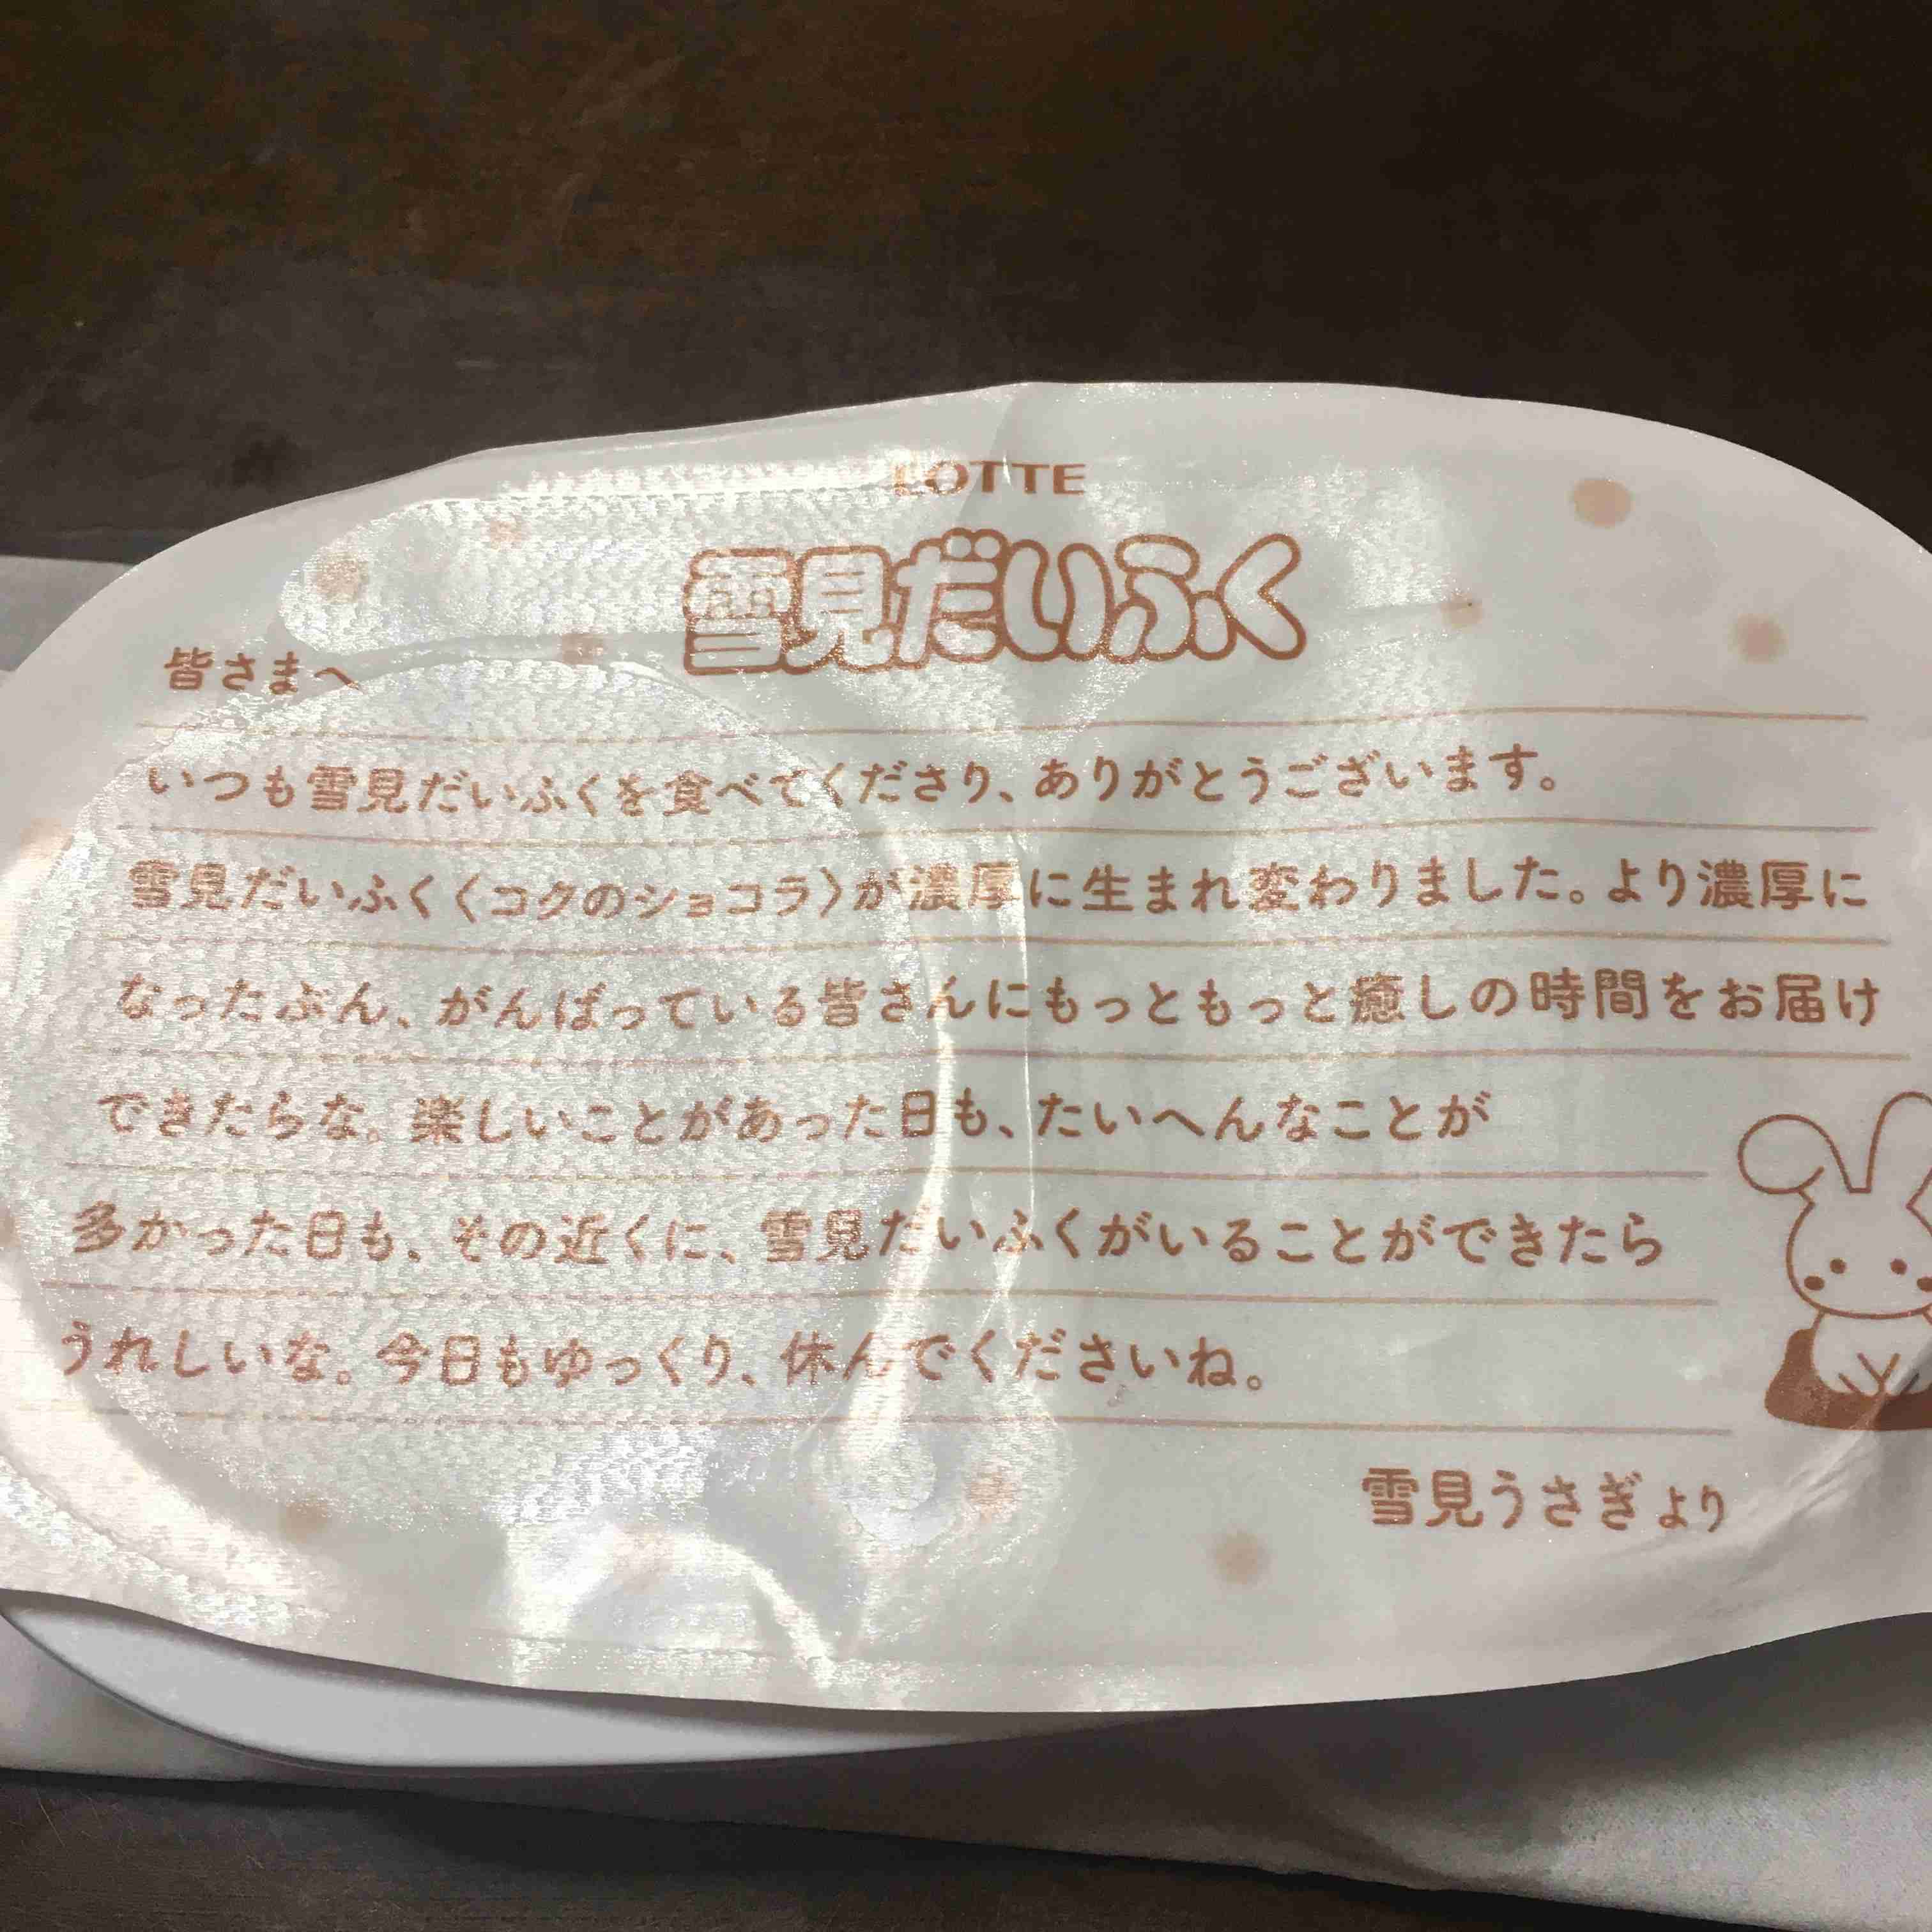 LOTTE
雪見だいふく
皆さまへ
いつも雪見だいふくを食べてくださり、ありがとうございます。
雪見だいふく〈コクのショコラ〉が濃厚に生まれ変わりました。より濃厚に
なったぶん、がんばっている皆さんにもっともっと癒しの時間をお届け
できたらな。楽しいことがあった日も、たいへんなことが
多かった日も、その近くに、雪見だいふくがいることができたら
うれしいな。今日もゆっくり、休んでくださいね。
雪見うさぎより